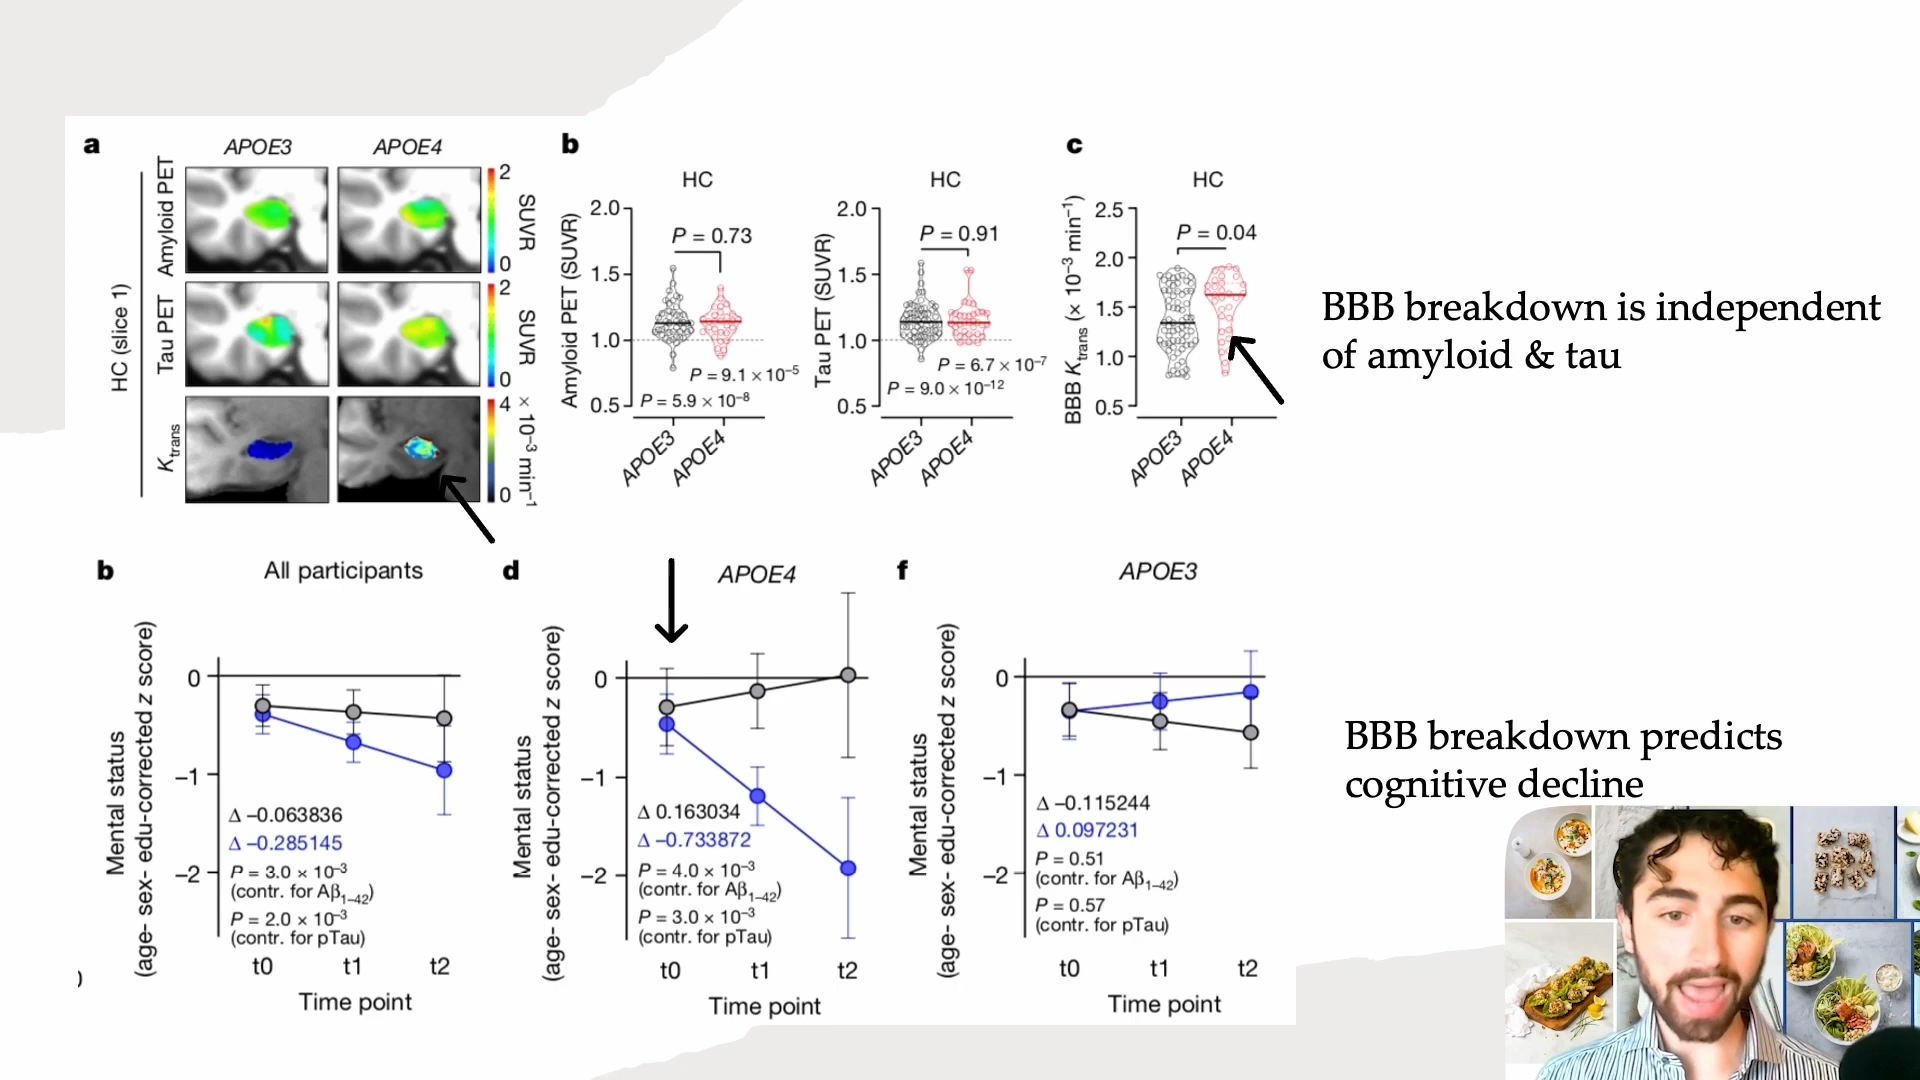 a
APOE3
APOE4
HC (slice 1)
Amyloid PET
2
SUVR
0
Tau PET
2
SUVR
0
Ktrans
4
× 10–3 min–1
0
b
HC
Amyloid PET (SUVR)
2.0
1.5
1.0
0.5
P = 0.73
P = 9.1 × 10–5
P = 5.9 × 10–8
APOE3
APOE4
HC
Tau PET (SUVR)
2.0
1.5
1.0
0.5
P = 0.91
P = 6.7 × 10–7
P = 9.0 × 10–12
APOE3
APOE4
c
HC
BBB Ktrans (× 10–3 min–1)
2.5
2.0
1.5
1.0
0.5
P = 0.04
APOE3
APOE4
BBB breakdown is independent
of amyloid & tau
b
All participants
Mental status
(age- sex- edu-corrected z score)
0
–1
–2
Δ –0.063836
Δ –0.285145
P = 3.0 × 10–3
(contr. for Aβ1–42)
P = 2.0 × 10–3
(contr. for pTau)
t0
t1
t2
Time point
)
d
APOE4
Mental status
(age- sex- edu-corrected z score)
0
–1
–2
Δ 0.163034
Δ –0.733872
P = 4.0 × 10–3
(contr. for Aβ1–42)
P = 3.0 × 10–3
(contr. for pTau)
t0
t1
t2
Time point
f
APOE3
Mental status
(age- sex- edu-corrected z score)
0
–1
–2
Δ –0.115244
Δ 0.097231
P = 0.51
(contr. for Aβ1–42)
P = 0.57
(contr. for pTau)
t0
t1
t2
Time point
BBB breakdown predicts
cognitive decline